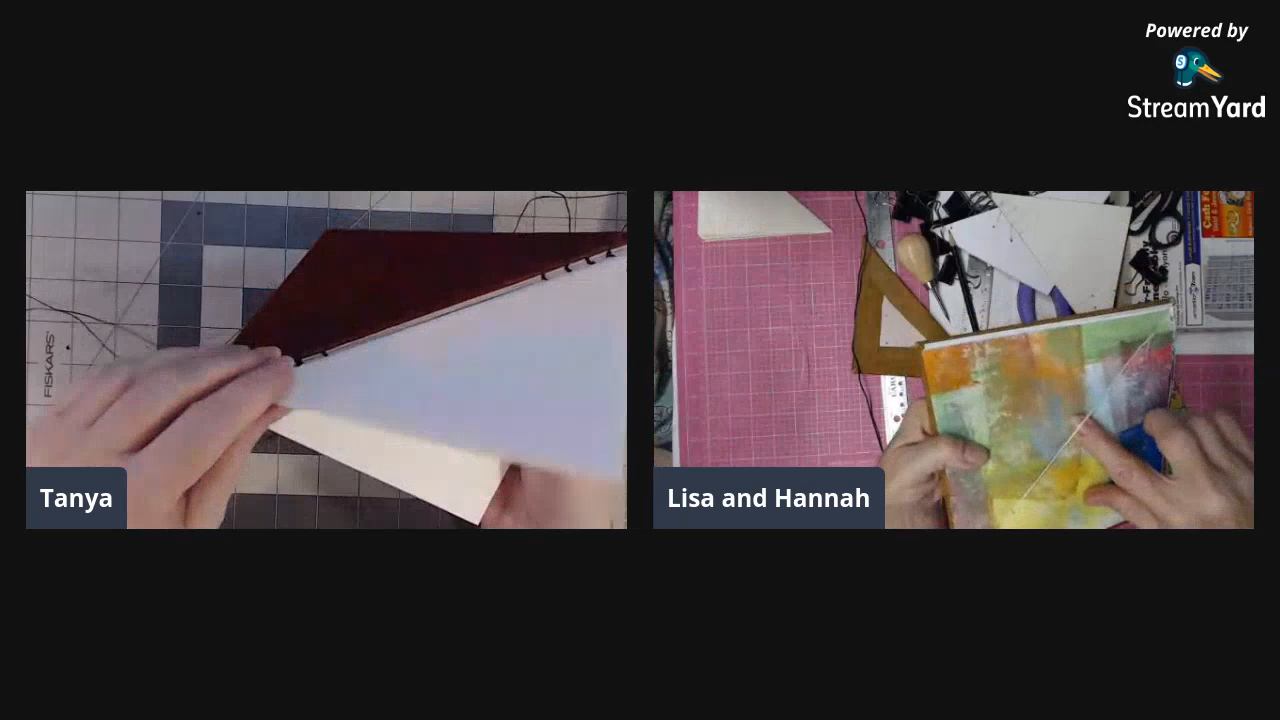 Powered by
StreamYard
FISKARS
Tanya
Lisa and Hannah